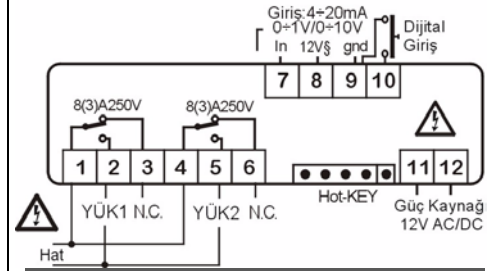 Giriş:4÷20mA
0÷1V/0÷10V
Dijital
Giriş
In 12V§ gnd
7 8 9 10
8(3)A250V 8(3)A250V
1 2 3 4 5 6 11 12
Hot-KEY
YÜK1 N.C. YÜK2 N.C.
Güç Kaynağı
12V AC/DC
Hat